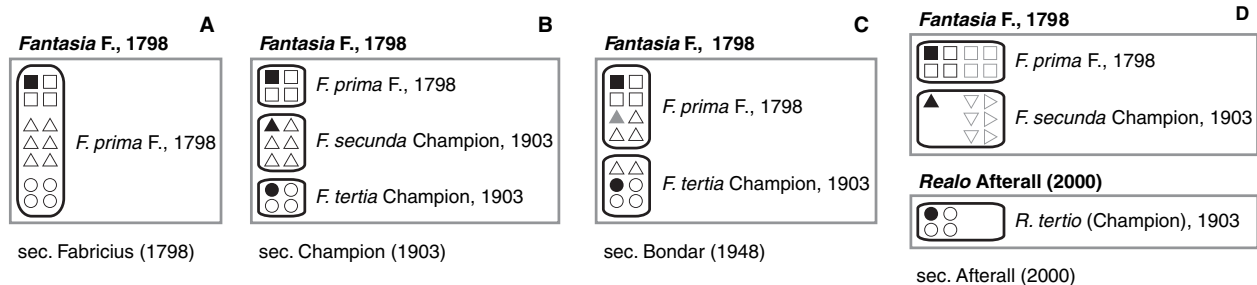 A
Fantasia F., 1798
F. prima F., 1798
sec. Fabricius (1798)
B
Fantasia F., 1798
F. prima F., 1798
F. secunda Champion, 1903
F. tertia Champion, 1903
sec. Champion (1903)
C
Fantasia F., 1798
F. prima F., 1798
F. tertia Champion, 1903
sec. Bondar (1948)
D
Fantasia F., 1798
F. prima F., 1798
F. secunda Champion, 1903
Realo Afterall (2000)
R. tertio (Champion), 1903
sec. Afterall (2000)